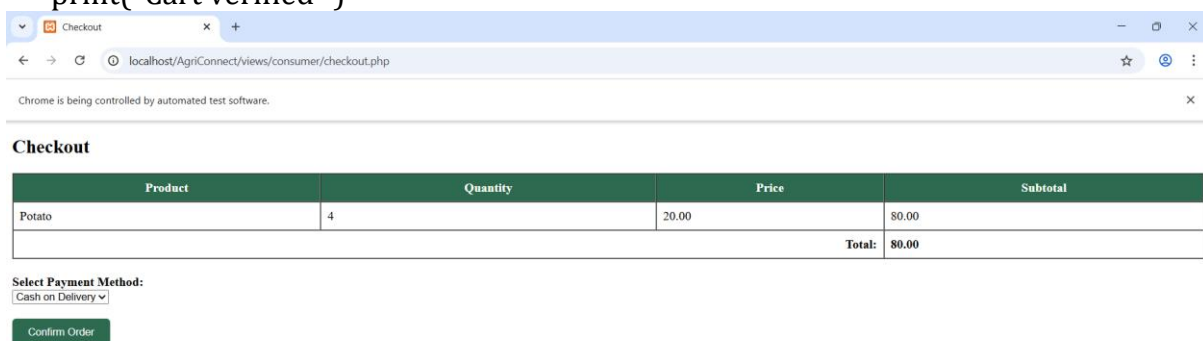 print("Cart verified")
Checkout
localhost/AgriConnect/views/consumer/checkout.php
Chrome is being controlled by automated test software.
Checkout
Product Quantity Price Subtotal
Potato 4 20.00 80.00
Total: 80.00
Select Payment Method:
Cash on Delivery
Confirm Order